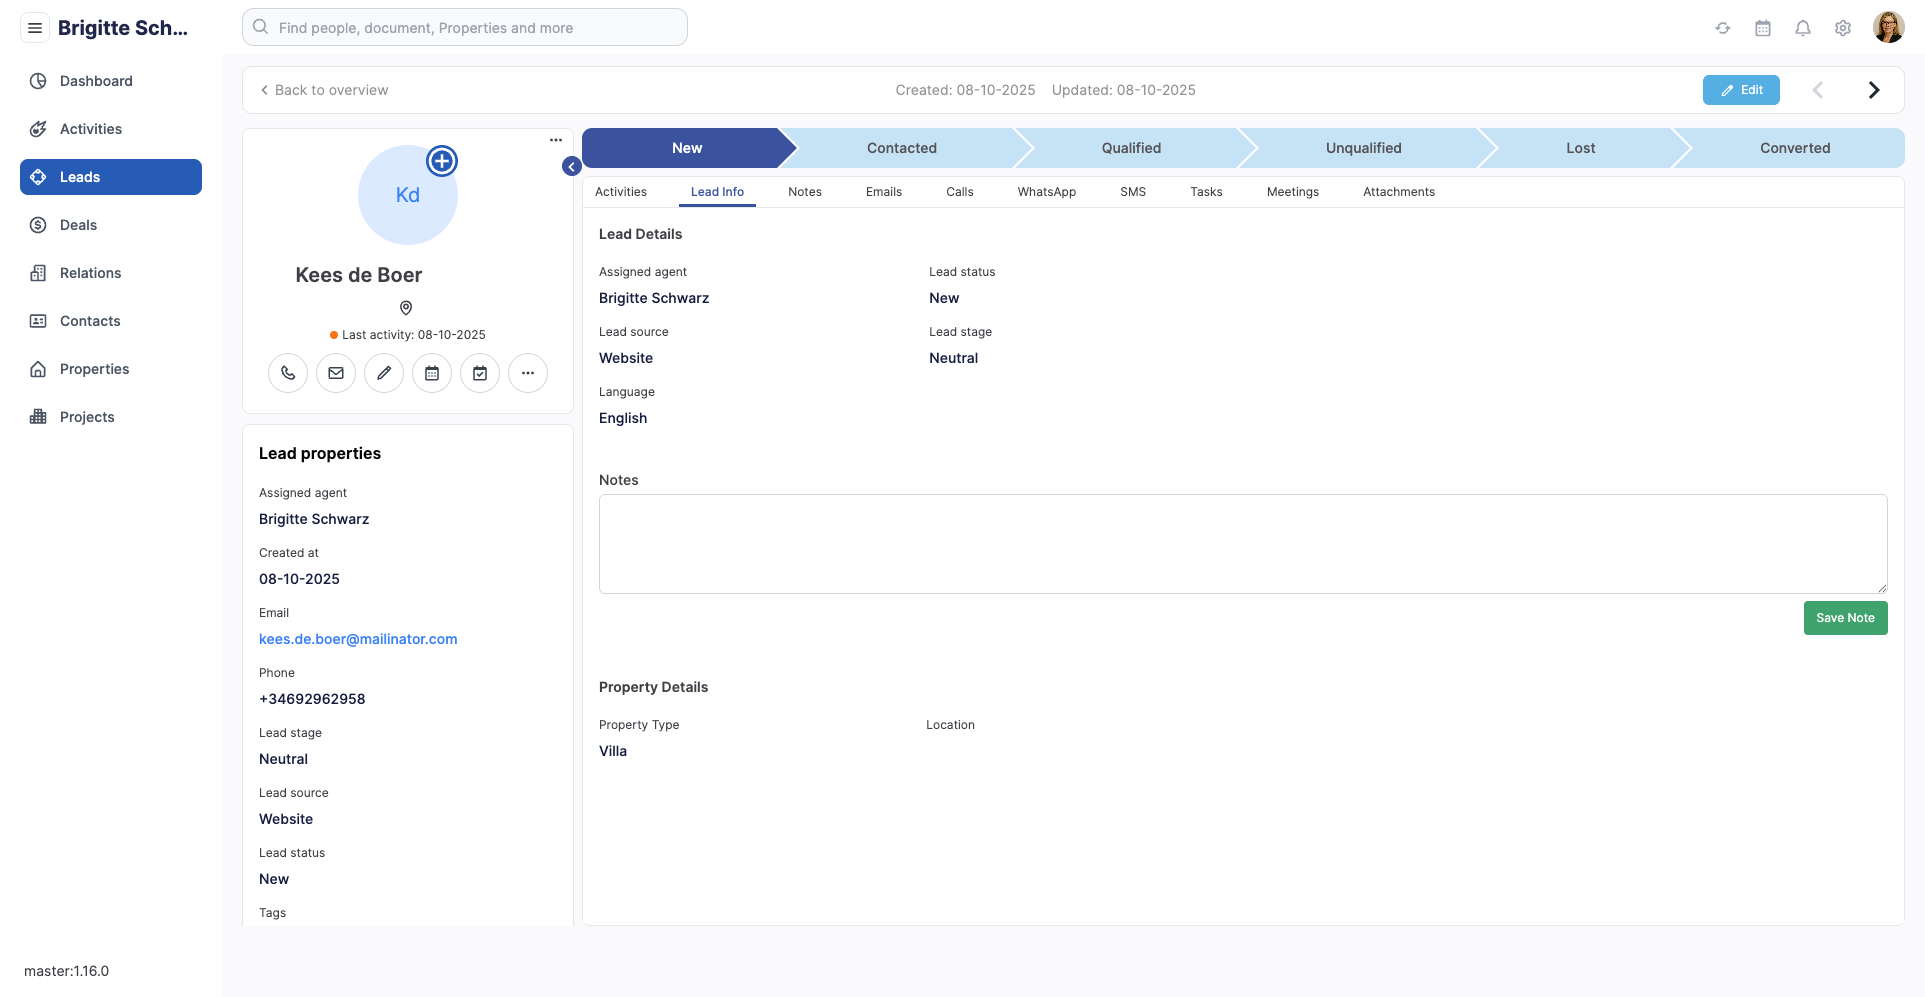 Brigitte Sch...
Find people, document, Properties and more
Dashboard
Activities
Leads
Deals
Relations
Contacts
Properties
Projects
master:1.16.0
Back to overview
Created: 08-10-2025 Updated: 08-10-2025
Edit
Kd
Kees de Boer
Last activity: 08-10-2025
Lead properties
Assigned agent
Brigitte Schwarz
Created at
08-10-2025
Email
kees.de.boer@mailinator.com
Phone
+34692962958
Lead stage
Neutral
Lead source
Website
Lead status
New
Tags
New Contacted Qualified Unqualified Lost Converted
Activities Lead Info Notes Emails Calls WhatsApp SMS Tasks Meetings Attachments
Lead Details
Assigned agent Lead status
Brigitte Schwarz New
Lead source Lead stage
Website Neutral
Language
English
Notes
Save Note
Property Details
Property Type Location
Villa